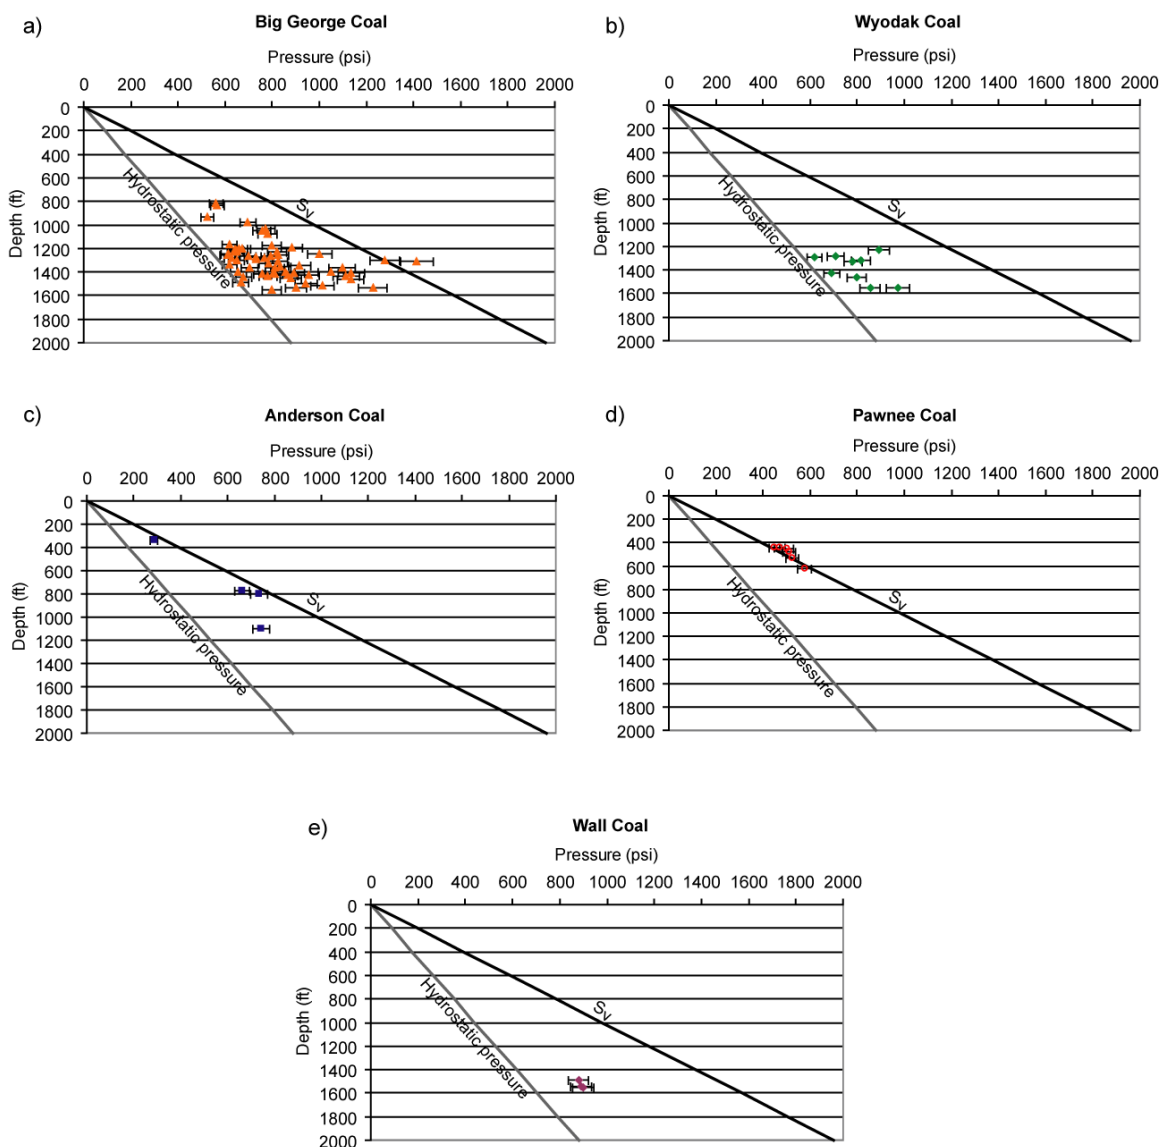 a)
Big George Coal
Pressure (psi)
0 200 400 600 800 1000 1200 1400 1600 1800 2000
Depth (ft)
0
200
400
600
800
1000
1200
1400
1600
1800
2000
Hydrostatic pressure
Sv
b)
Wyodak Coal
Pressure (psi)
0 200 400 600 800 1000 1200 1400 1600 1800 2000
Depth (ft)
0
200
400
600
800
1000
1200
1400
1600
1800
2000
Hydrostatic pressure
Sv
c)
Anderson Coal
Pressure (psi)
0 200 400 600 800 1000 1200 1400 1600 1800 2000
Depth (ft)
0
200
400
600
800
1000
1200
1400
1600
1800
2000
Hydrostatic pressure
Sv
d)
Pawnee Coal
Pressure (psi)
0 200 400 600 800 1000 1200 1400 1600 1800 2000
Depth (ft)
0
200
400
600
800
1000
1200
1400
1600
1800
2000
Hydrostatic pressure
Sv
e)
Wall Coal
Pressure (psi)
0 200 400 600 800 1000 1200 1400 1600 1800 2000
Depth (ft)
0
200
400
600
800
1000
1200
1400
1600
1800
2000
Hydrostatic pressure
Sv